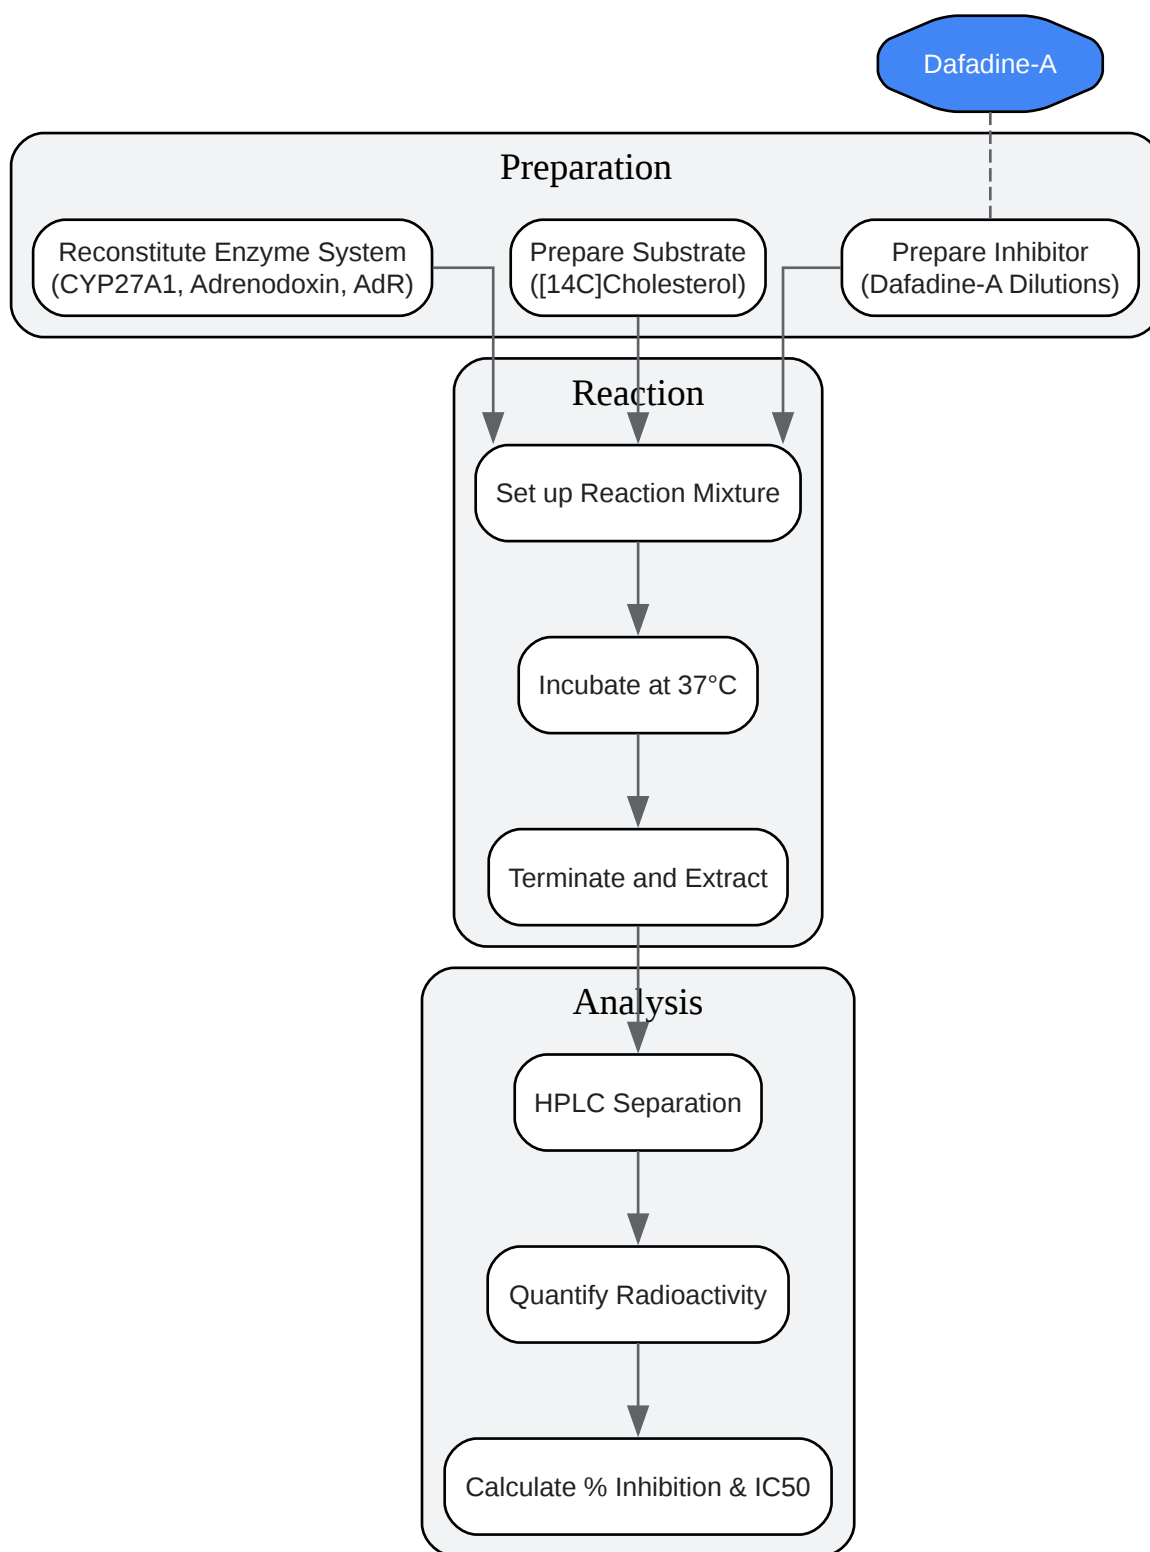 Dafadine-A
Preparation
Reconstitute Enzyme System
(CYP27A1, Adrenodoxin, AdR)
Prepare Substrate
([14C]Cholesterol)
Prepare Inhibitor
(Dafadine-A Dilutions)
Reaction
Set up Reaction Mixture
Incubate at 37°C
Terminate and Extract
Analysis
HPLC Separation
Quantify Radioactivity
Calculate % Inhibition & IC50